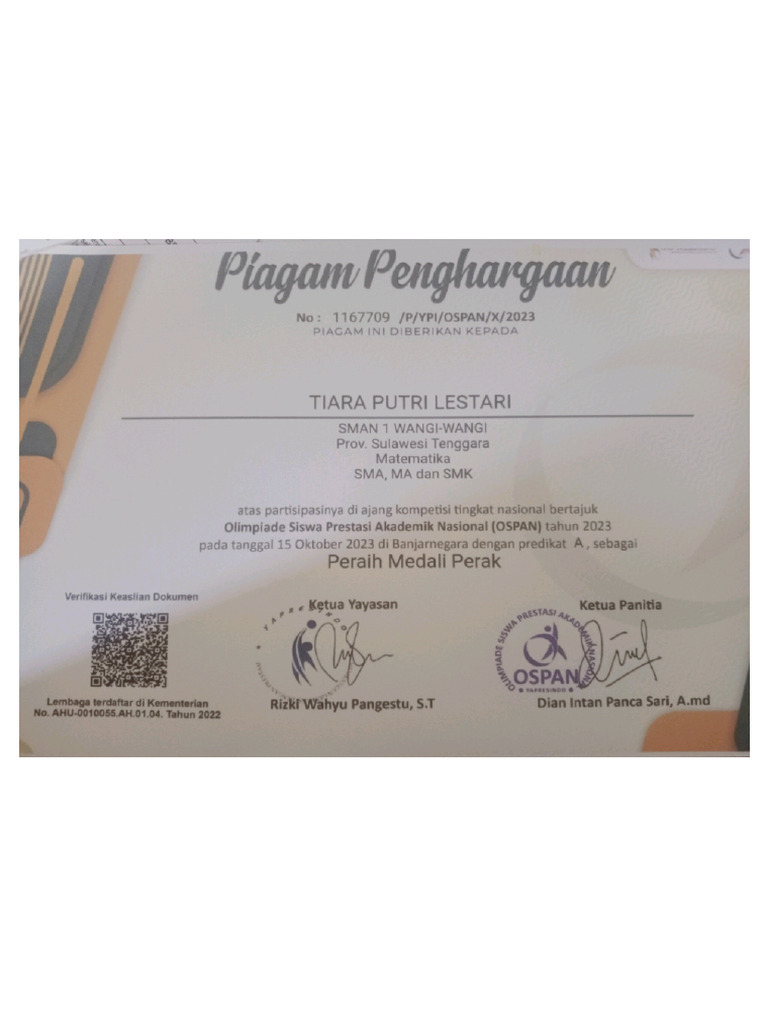 Piagam Penghargaan
No : 1167709 /P/YPI/OSPAN/X/2023
PIAGAM INI DIBERIKAN KEPADA
TIARA PUTRI LESTARI
SMAN 1 WANGI-WANGI
Prov. Sulawesi Tenggara
Matematika
SMA, MA dan SMK
atas partisipasinya di ajang kompetisi tingkat nasional bertajuk
Olimpiade Siswa Prestasi Akademik Nasional (OSPAN) tahun 2023
pada tanggal 15 Oktober 2023 di Banjarnegara dengan predikat A , sebagai
Peraih Medali Perak
Verifikasi Keaslian Dokumen
Lembaga terdaftar di Kementerian
No. AHU-0010055.AH.01.04. Tahun 2022
Ketua Yayasan
Rizki Wahyu Pangestu, S.T
Ketua Panitia
OLIMPIADE SISWA PRESTASI AKADEMIK NASIONAL
OSPAN
YAPRESINDO
Dian Intan Panca Sari, A.md